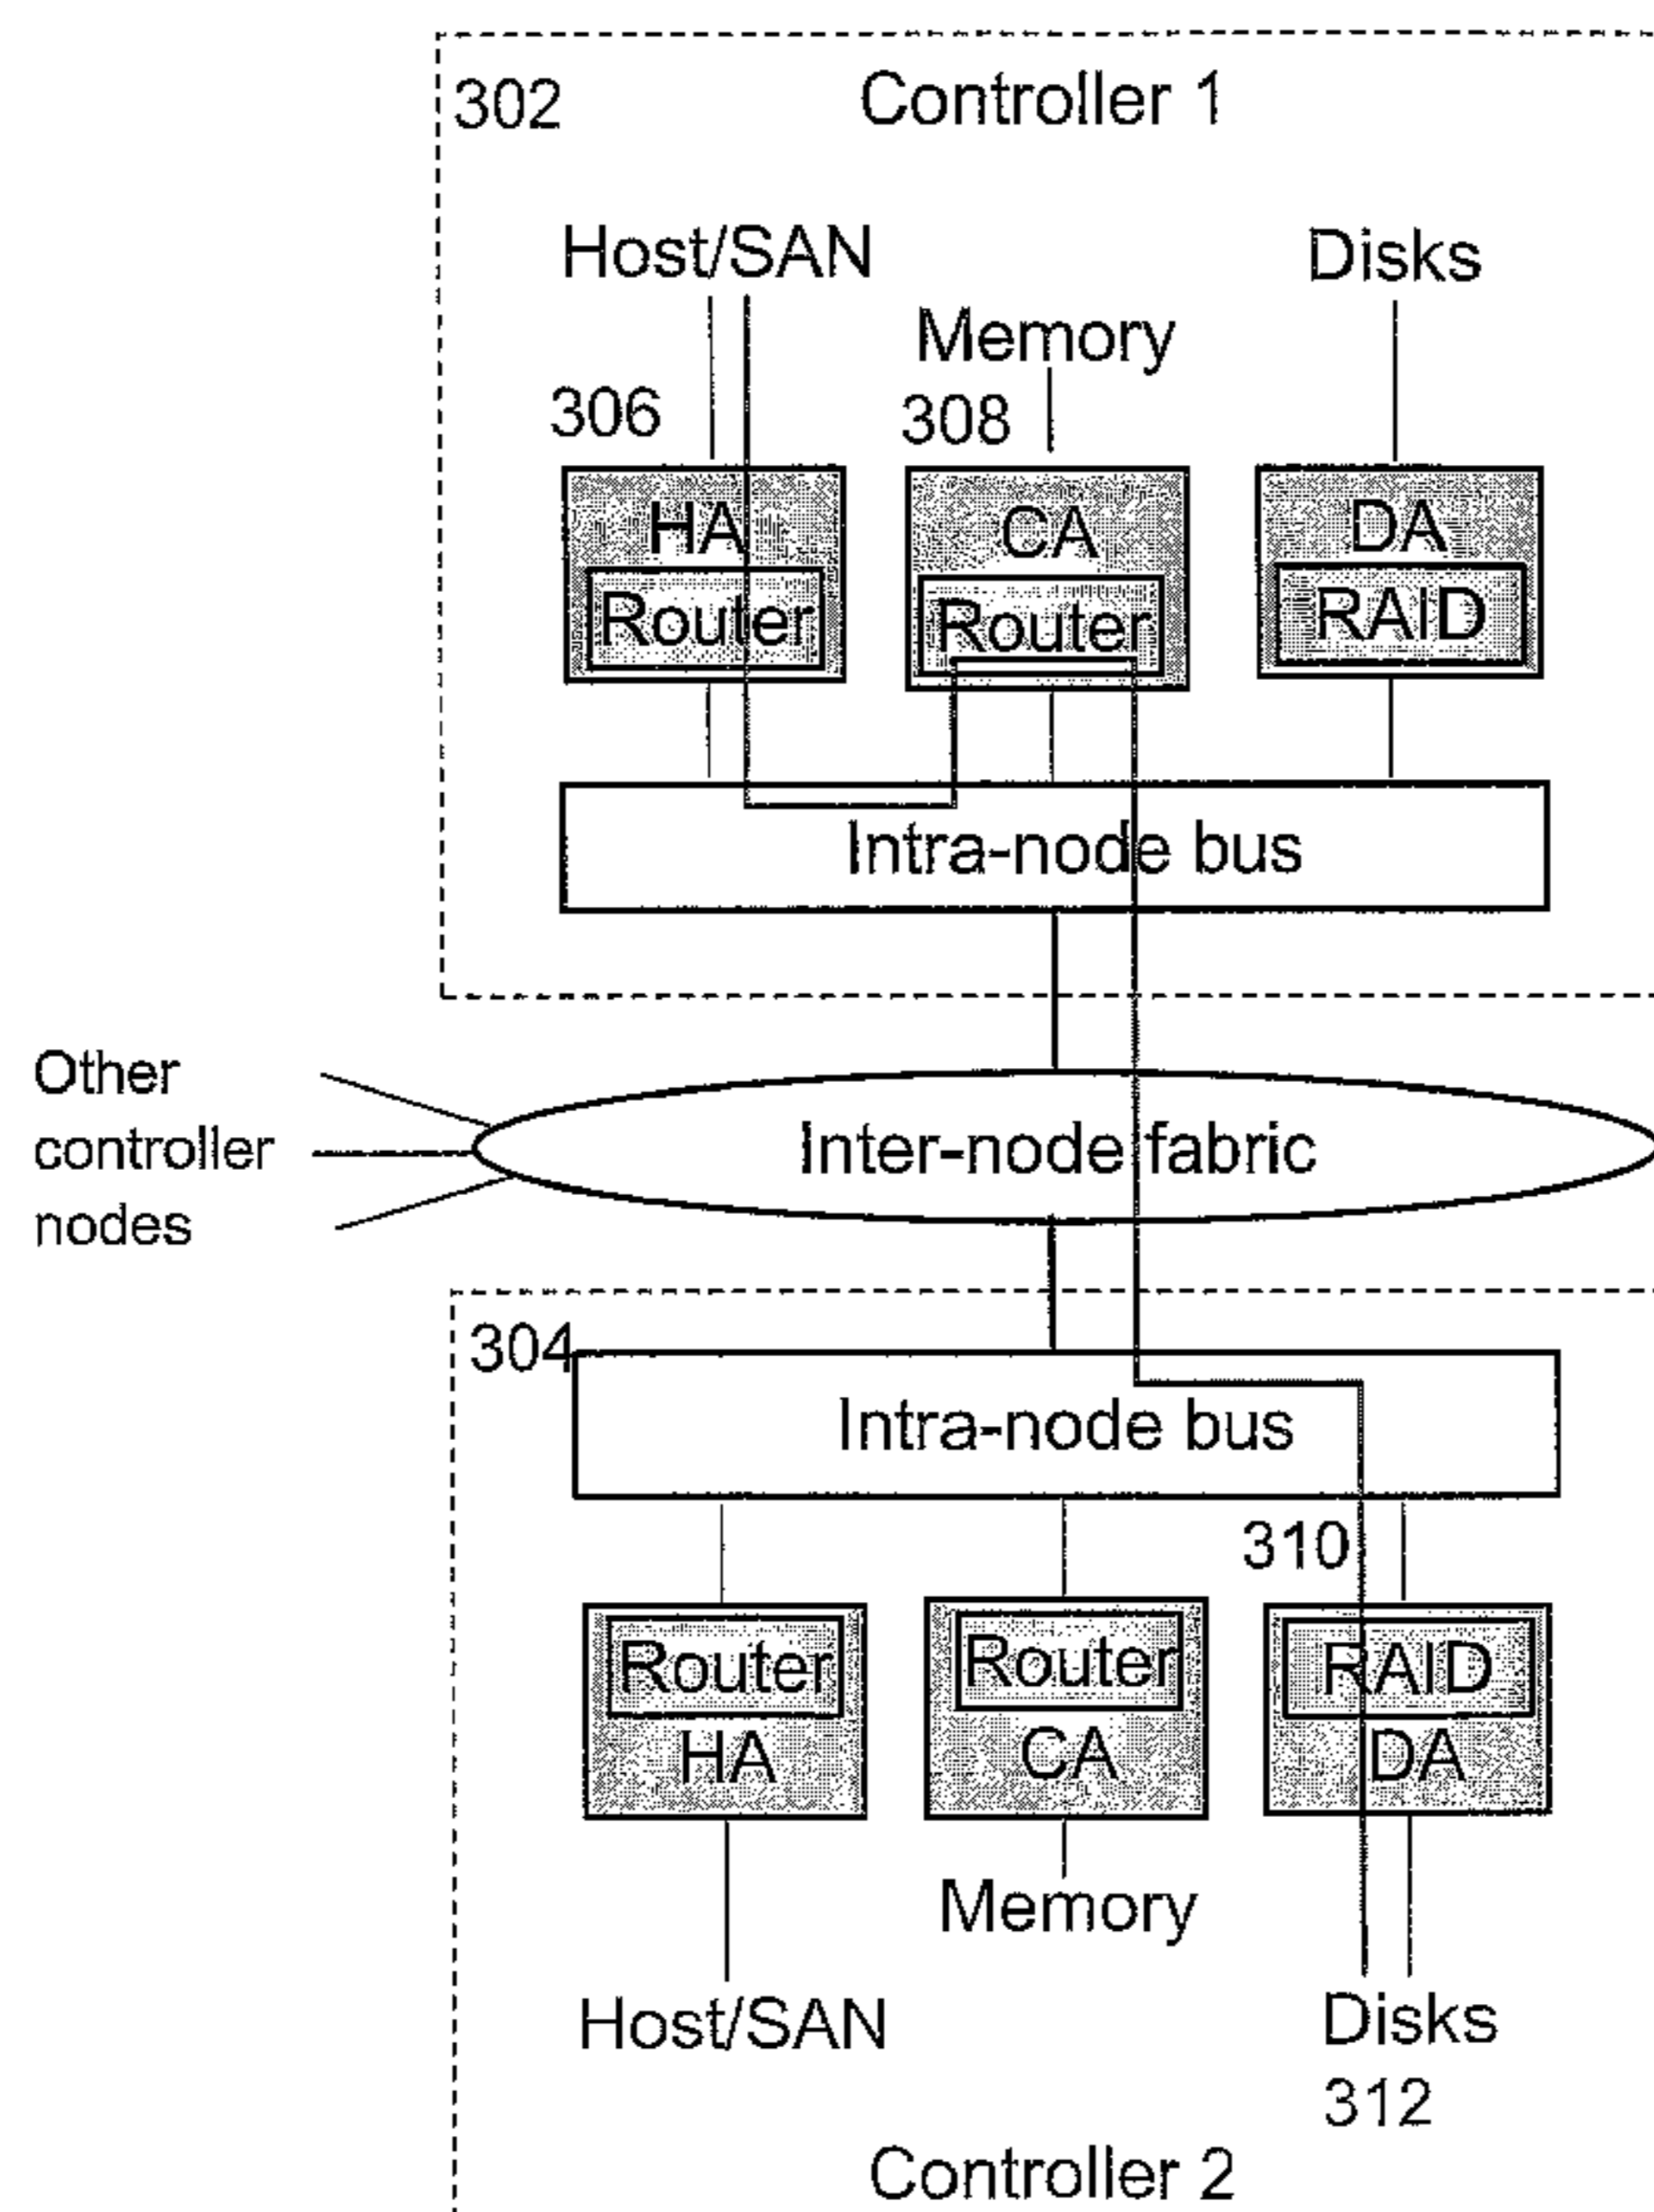 302
Controller 1
Host/SAN
Disks
Memory
306
308
HA
CA
DA
Router
Router
RAID
Intra-node bus
Other
controller
nodes
Inter-node fabric
304
Intra-node bus
310
Router
Router
RAID
HA
CA
DA
Memory
Host/SAN
Disks
312
Controller 2